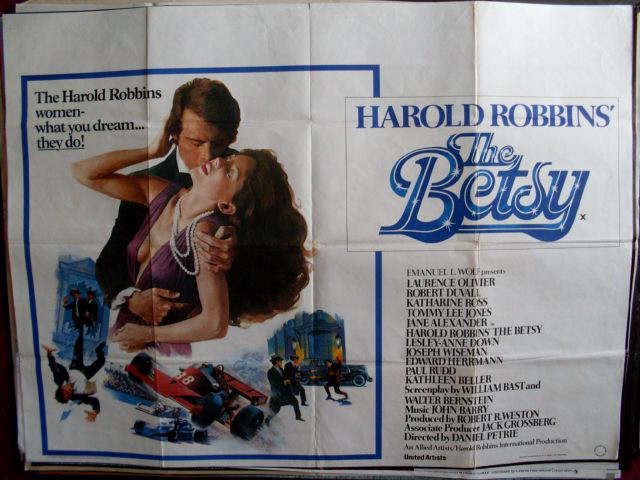 The Harold Robbins
women-
what you dream...
they do!
HAROLD ROBBINS'
The
Betsy
X
8
EMANUEL L. WOLF presents
LAURENCE OLIVIER
ROBERT DUVALL
KATHARINE ROSS
TOMMY LEE JONES
JANE ALEXANDER in
HAROLD ROBBINS' THE BETSY
LESLEY-ANNE DOWN
JOSEPH WISEMAN
EDWARD HERRMANN
PAUL RUDD
KATHLEEN BELLER
Screenplay by WILLIAM BAST and
WALTER BERNSTEIN
Music JOHN BARRY
Produced by ROBERT R. WESTON
Associate Producer JACK GROSSBERG
Directed by DANIEL PETRIE
An Allied Artists/Harold Robbins International Production
United Artists